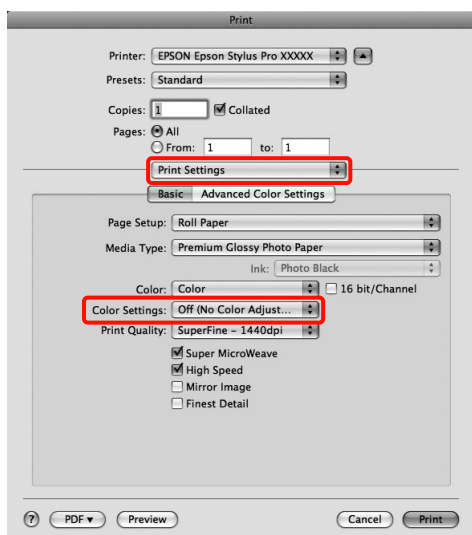 Print
Printer: EPSON Epson Stylus Pro XXXXX
Presets: Standard
Copies: 1 Collated
Pages: All
From: 1 to: 1
Print Settings
Basic Advanced Color Settings
Page Setup: Roll Paper
Media Type: Premium Glossy Photo Paper
Ink: Photo Black
Color: Color 16 bit/Channel
Color Settings: Off (No Color Adjust...
Print Quality: SuperFine – 1440dpi
Super MicroWeave
High Speed
Mirror Image
Finest Detail
? PDF Preview Cancel Print